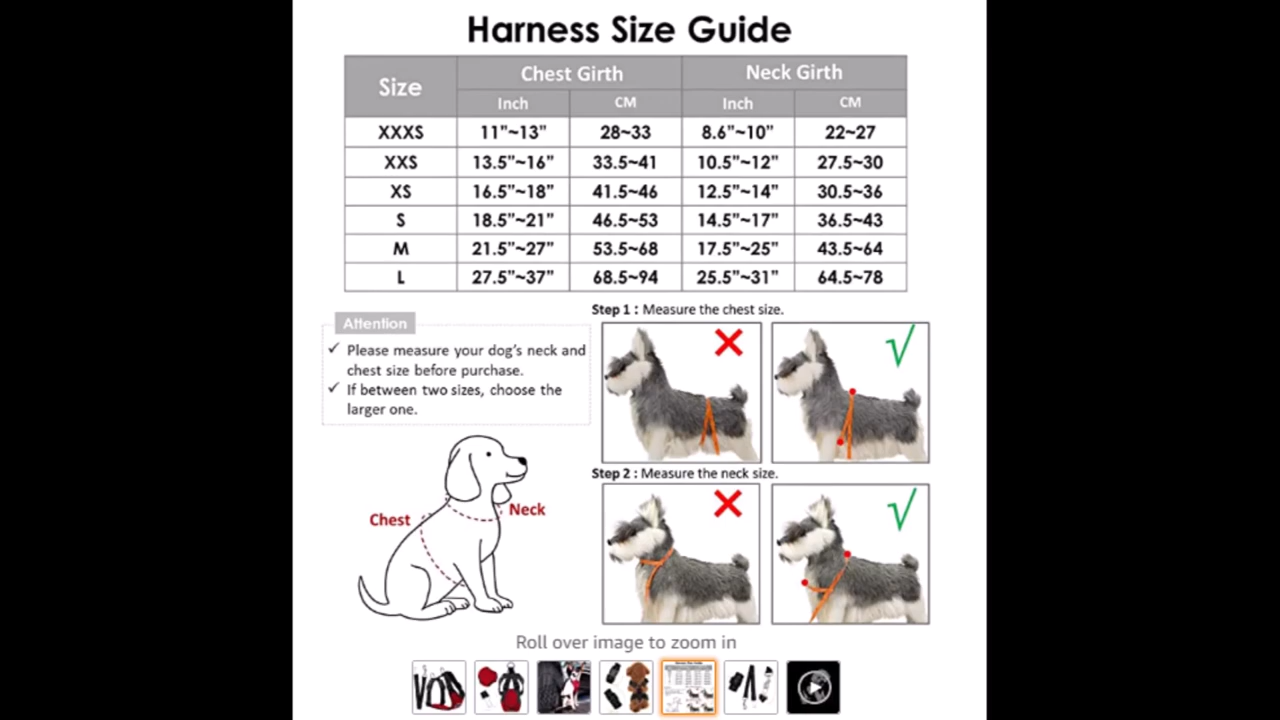 Harness Size Guide
Size Chest Girth Neck Girth
Inch CM Inch CM
XXXS 11”~13” 28~33 8.6”~10” 22~27
XXS 13.5”~16” 33.5~41 10.5”~12” 27.5~30
XS 16.5”~18” 41.5~46 12.5”~14” 30.5~36
S 18.5”~21” 46.5~53 14.5”~17” 36.5~43
M 21.5”~27” 53.5~68 17.5”~25” 43.5~64
L 27.5”~37” 68.5~94 25.5”~31” 64.5~78
Attention
Please measure your dog’s neck and
chest size before purchase.
If between two sizes, choose the
larger one.
Chest
Neck
Step 1 : Measure the chest size.
Step 2 : Measure the neck size.
Roll over image to zoom in